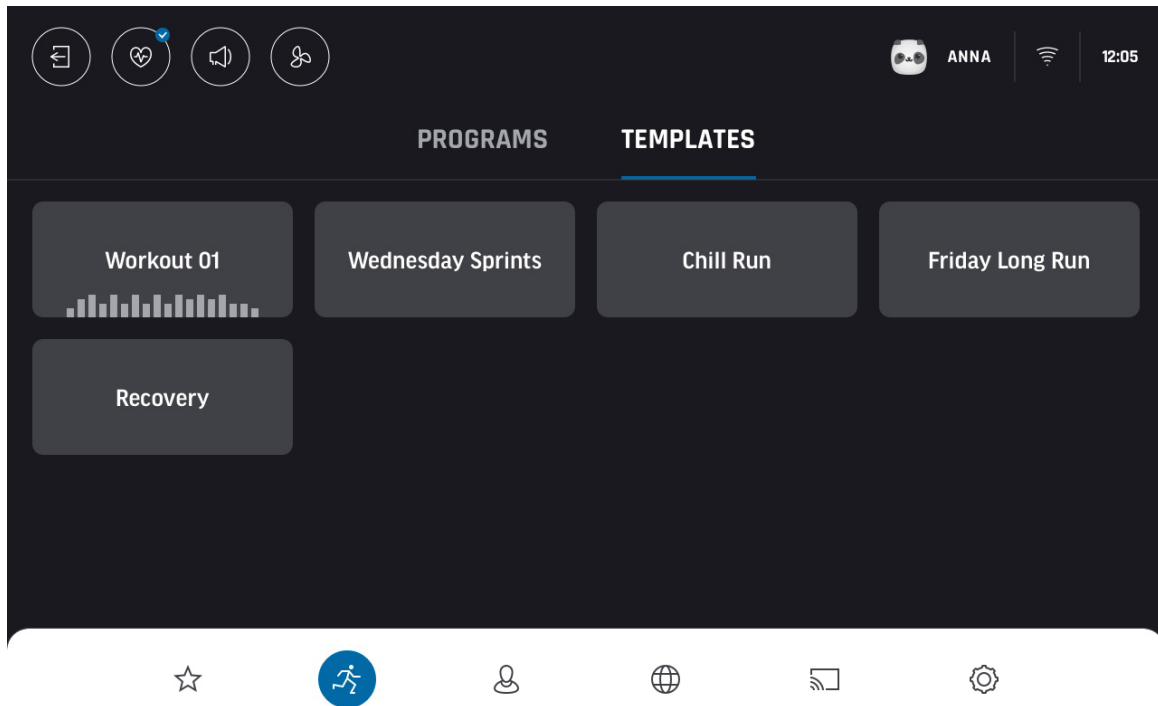 ANNA 12:05
PROGRAMS TEMPLATES
Workout 01 Wednesday Sprints Chill Run Friday Long Run
Recovery